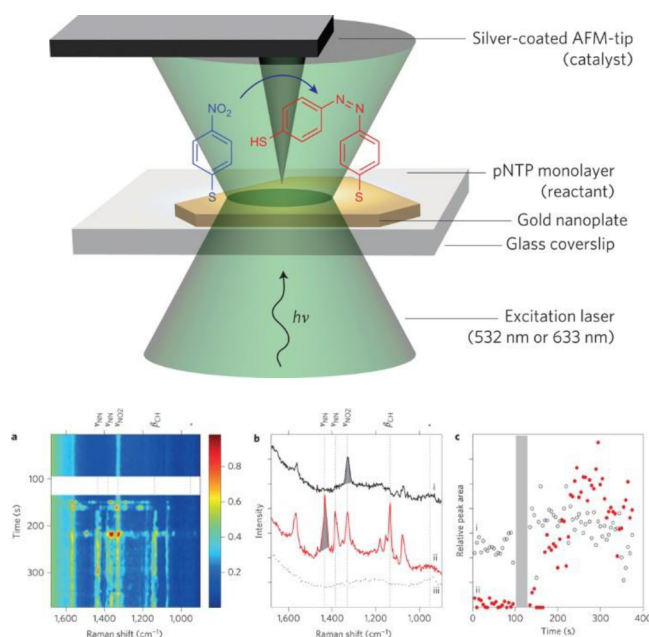 Silver-coated AFM-tip
(catalyst)
NO2
N
N
HS
S
S
pNTP monolayer
(reactant)
Gold nanoplate
Glass coverslip
hν
Excitation laser
(532 nm or 633 nm)
νNN
νNN
νNO2
βCH
*
νNN
νNN
νNO2
βCH
*
a
b
c
100
200
300
Time (s)
1,600
1,400
1,200
1,000
Raman shift (cm−1)
0.8
0.6
0.4
0.2
Intensity
i
ii
iii
1,600
1,400
1,200
1,000
Raman shift (cm−1)
Relative peak area
i
ii
0
100
200
300
400
Time (s)